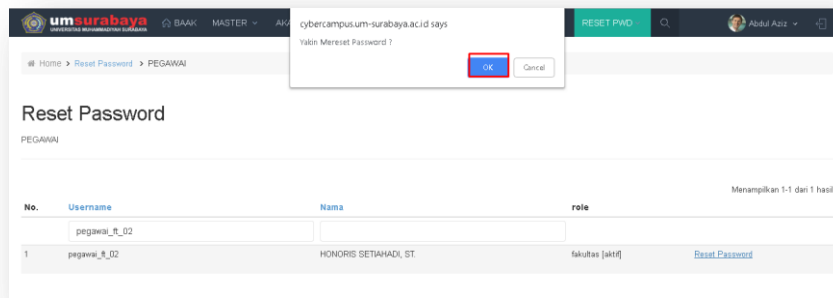 umsurabaya
UNIVERSITAS MUHAMMADIYAH SURABAYA
BAAK MASTER AKA
cybercampus.um-surabaya.ac.id says
Yakin Mereset Password ?
OK Cancel
RESET PWD
Abdul Aziz
Home > Reset Password > PEGAWAI
Reset Password
PEGAWAI
Menampilkan 1-1 dari 1 hasil
No. Username Nama role
pegawai_ft_02
1 pegawai_ft_02 HONORIS SETIAHADI, ST. fakultas [aktif] Reset Password